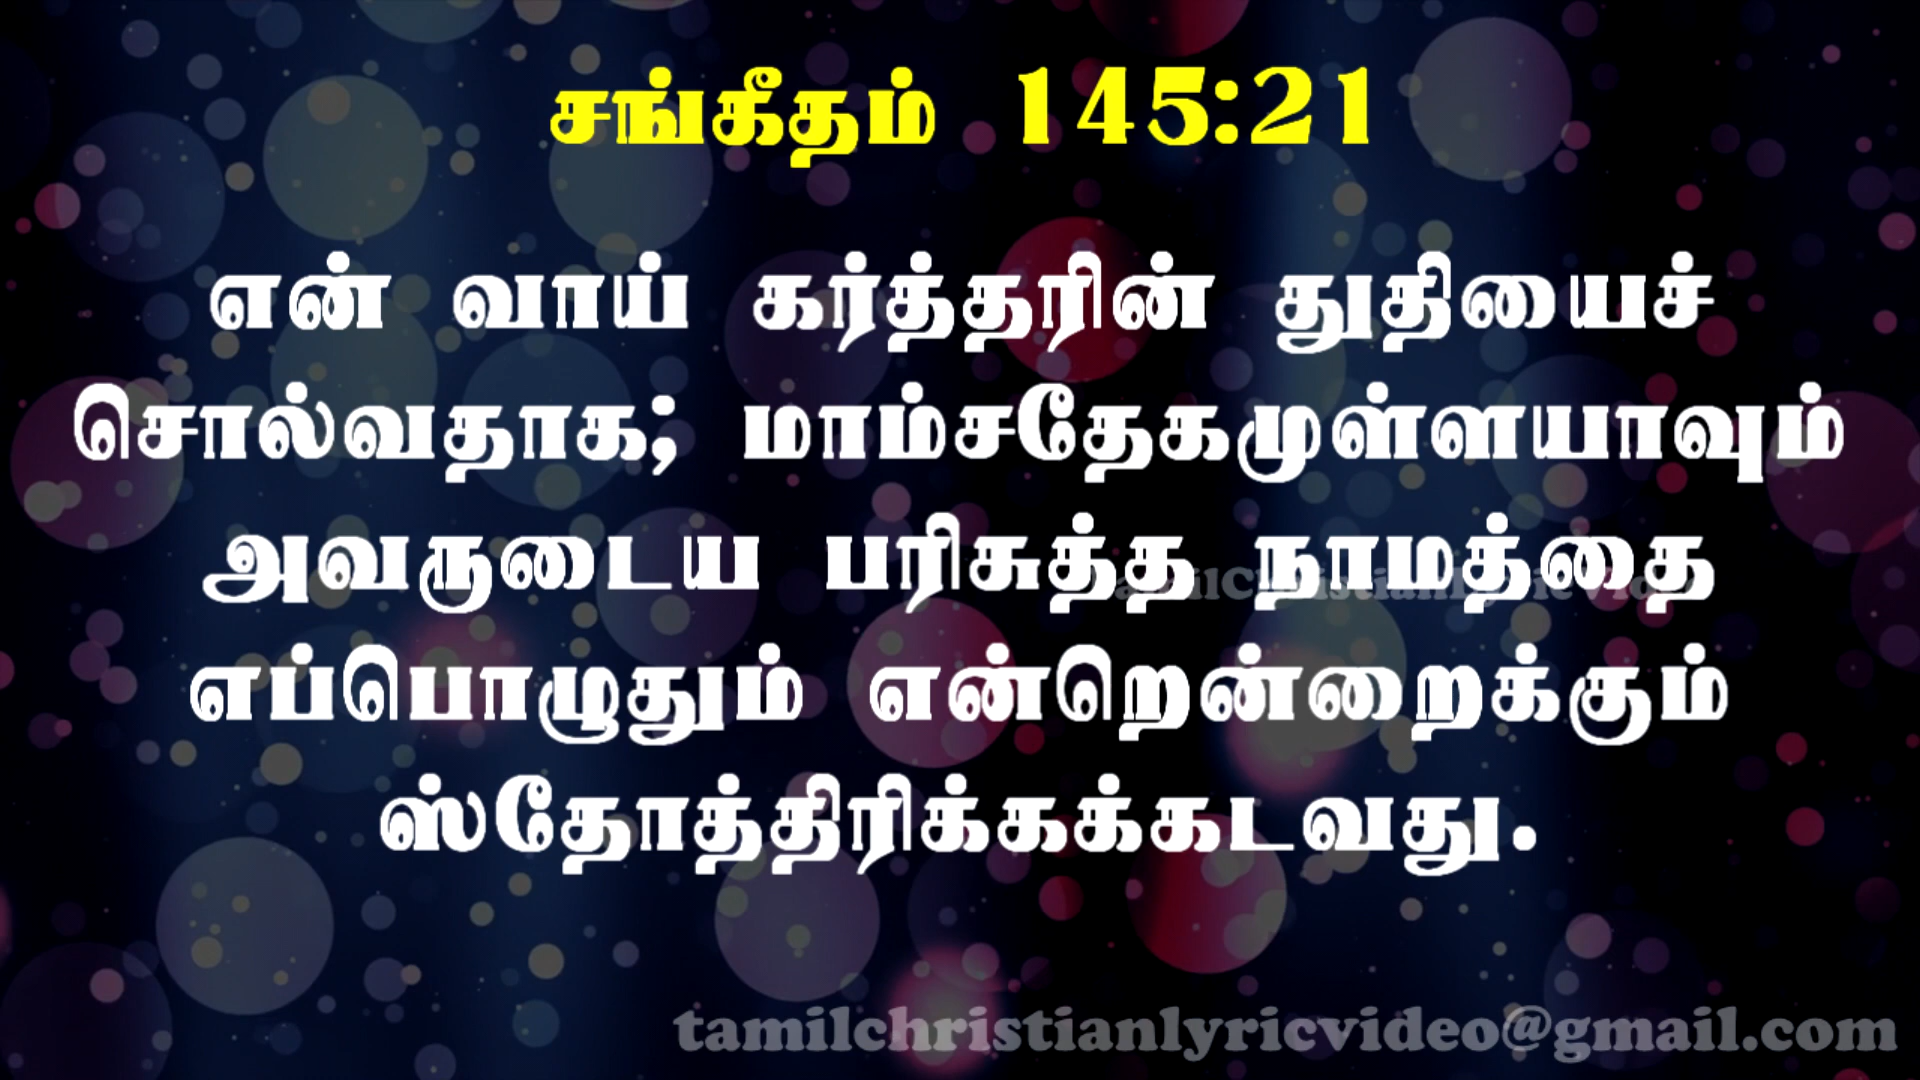 சங்கீதம் 145:21
என் வாய் கர்த்தரின் துதியைச்
சொல்வதாக; மாம்சதேகமுள்ளயாவும்
அவருடைய பரிசுத்த நாமத்தை
எப்பொழுதும் என்றென்றைக்கும்
ஸ்தோத்திரிக்கக்கடவது.
tamilchristianlyricvideo@gmail.com